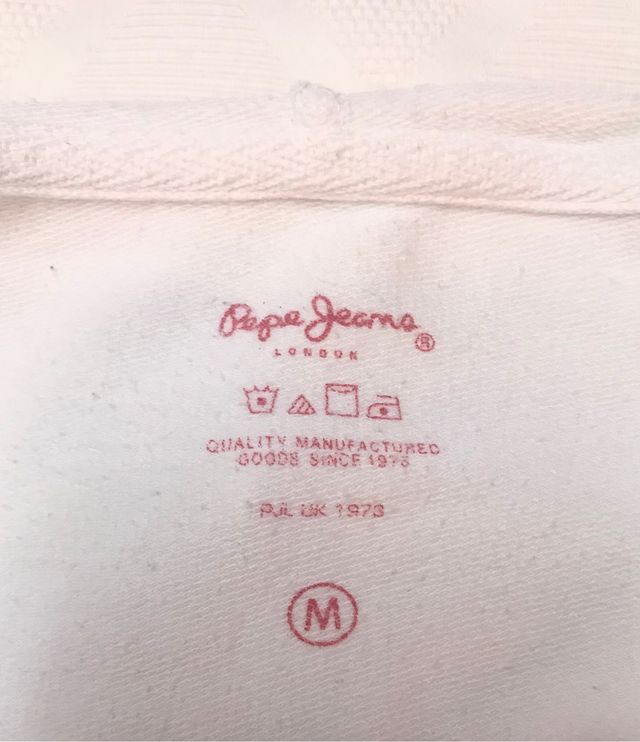 Pepe Jeans ®
LONDON
QUALITY MANUFACTURED
GOODS SINCE 1973
PJL UK 1973
M